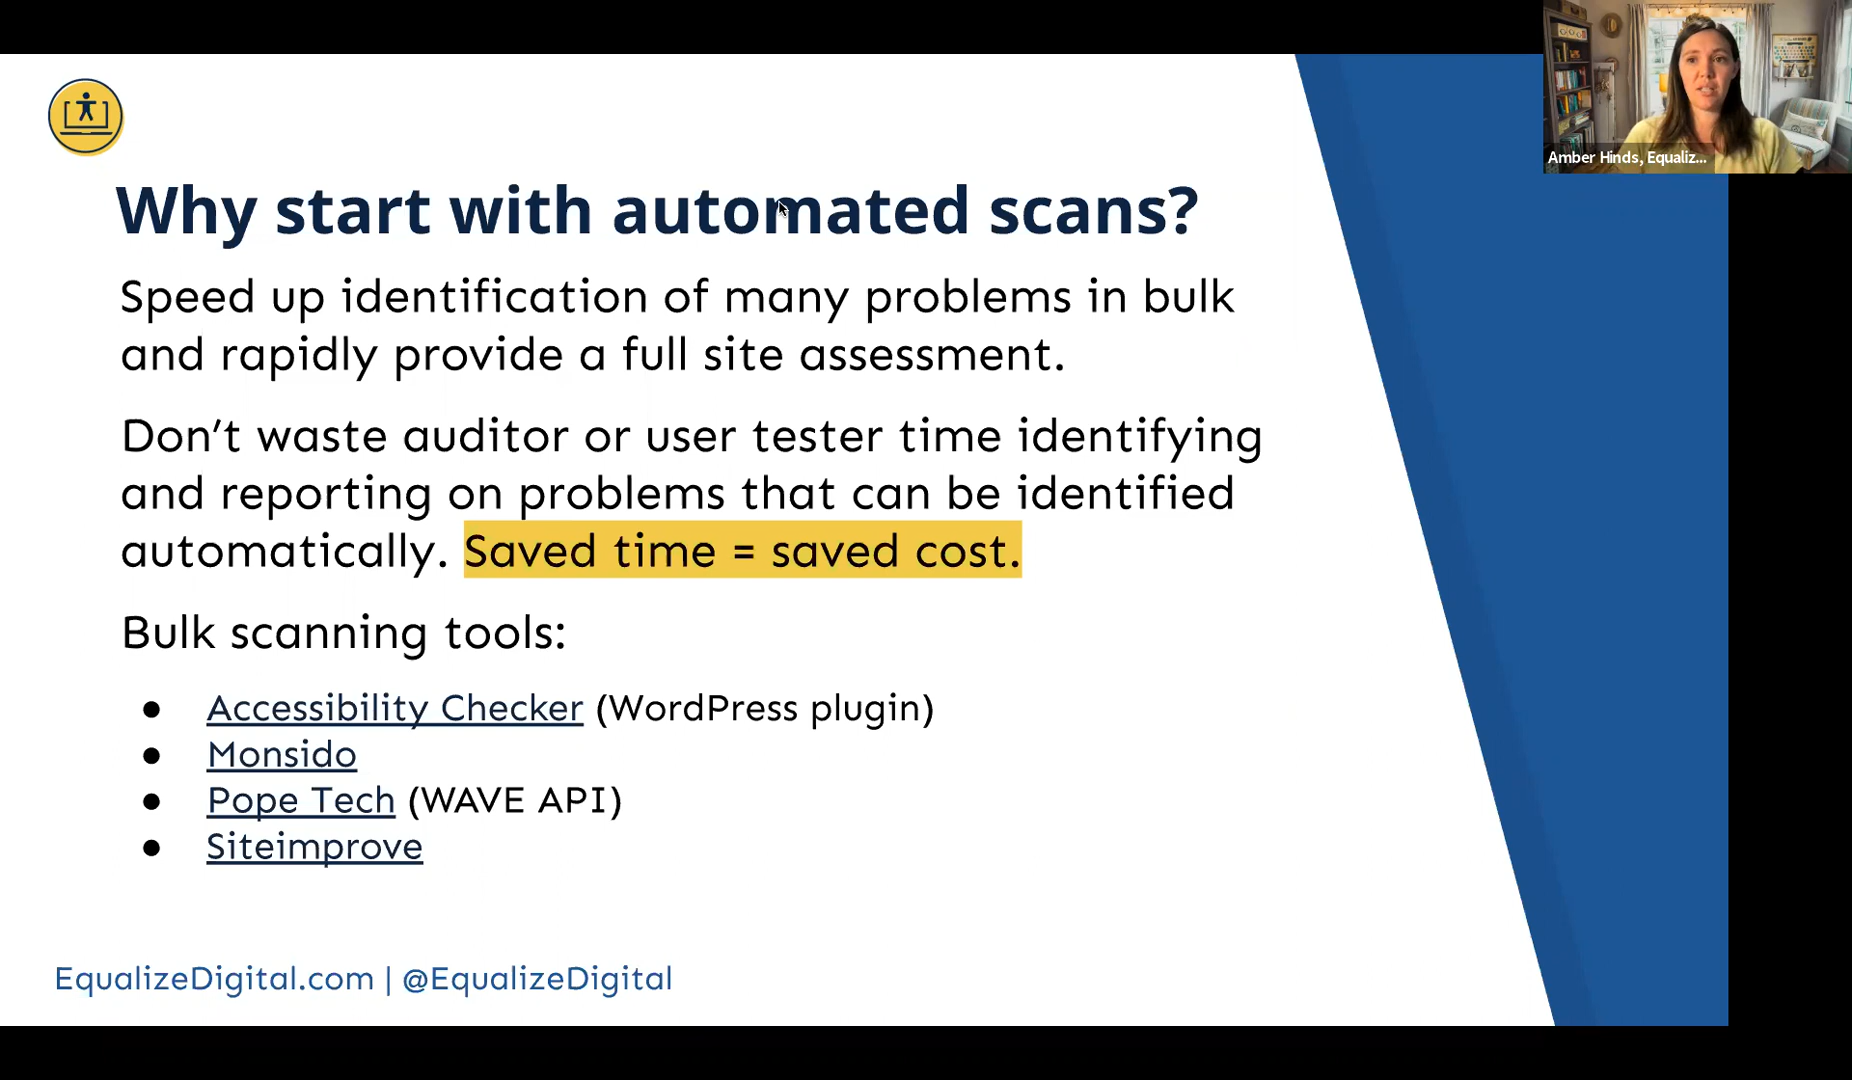 Amber Hinds, Equaliz...
Why start with automated scans?
Speed up identification of many problems in bulk
and rapidly provide a full site assessment.
Don’t waste auditor or user tester time identifying
and reporting on problems that can be identified
automatically. Saved time = saved cost.
Bulk scanning tools:
● Accessibility Checker (WordPress plugin)
● Monsido
● Pope Tech (WAVE API)
● Siteimprove
EqualizeDigital.com | @EqualizeDigital